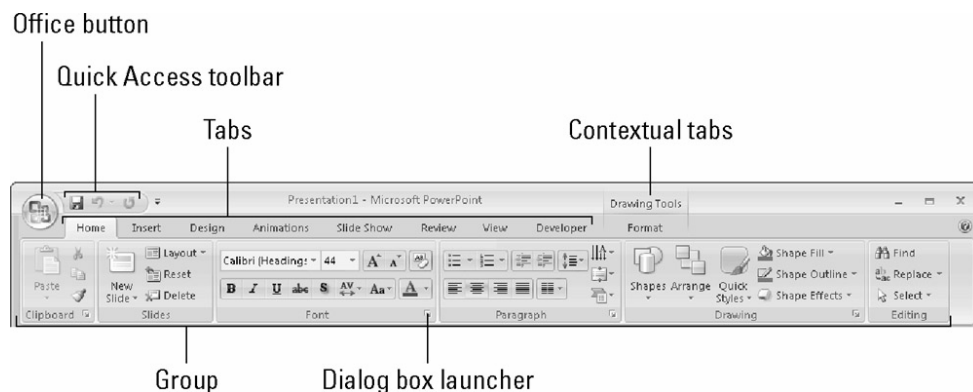 Office button
Quick Access toolbar
Tabs
Contextual tabs
Presentation1 - Microsoft PowerPoint
Drawing Tools
Home Insert Design Animations Slide Show Review View Developer Format
Layout
Calibri (Headings
44
A A
Shape Fill
Find
Reset
Shape Outline
Replace
Paste
New
Slide
Delete
B I U abc S AV Aa A
Shapes Arrange Quick
Styles
Shape Effects
Select
Clipboard Slides Font Paragraph Drawing Editing
Group
Dialog box launcher